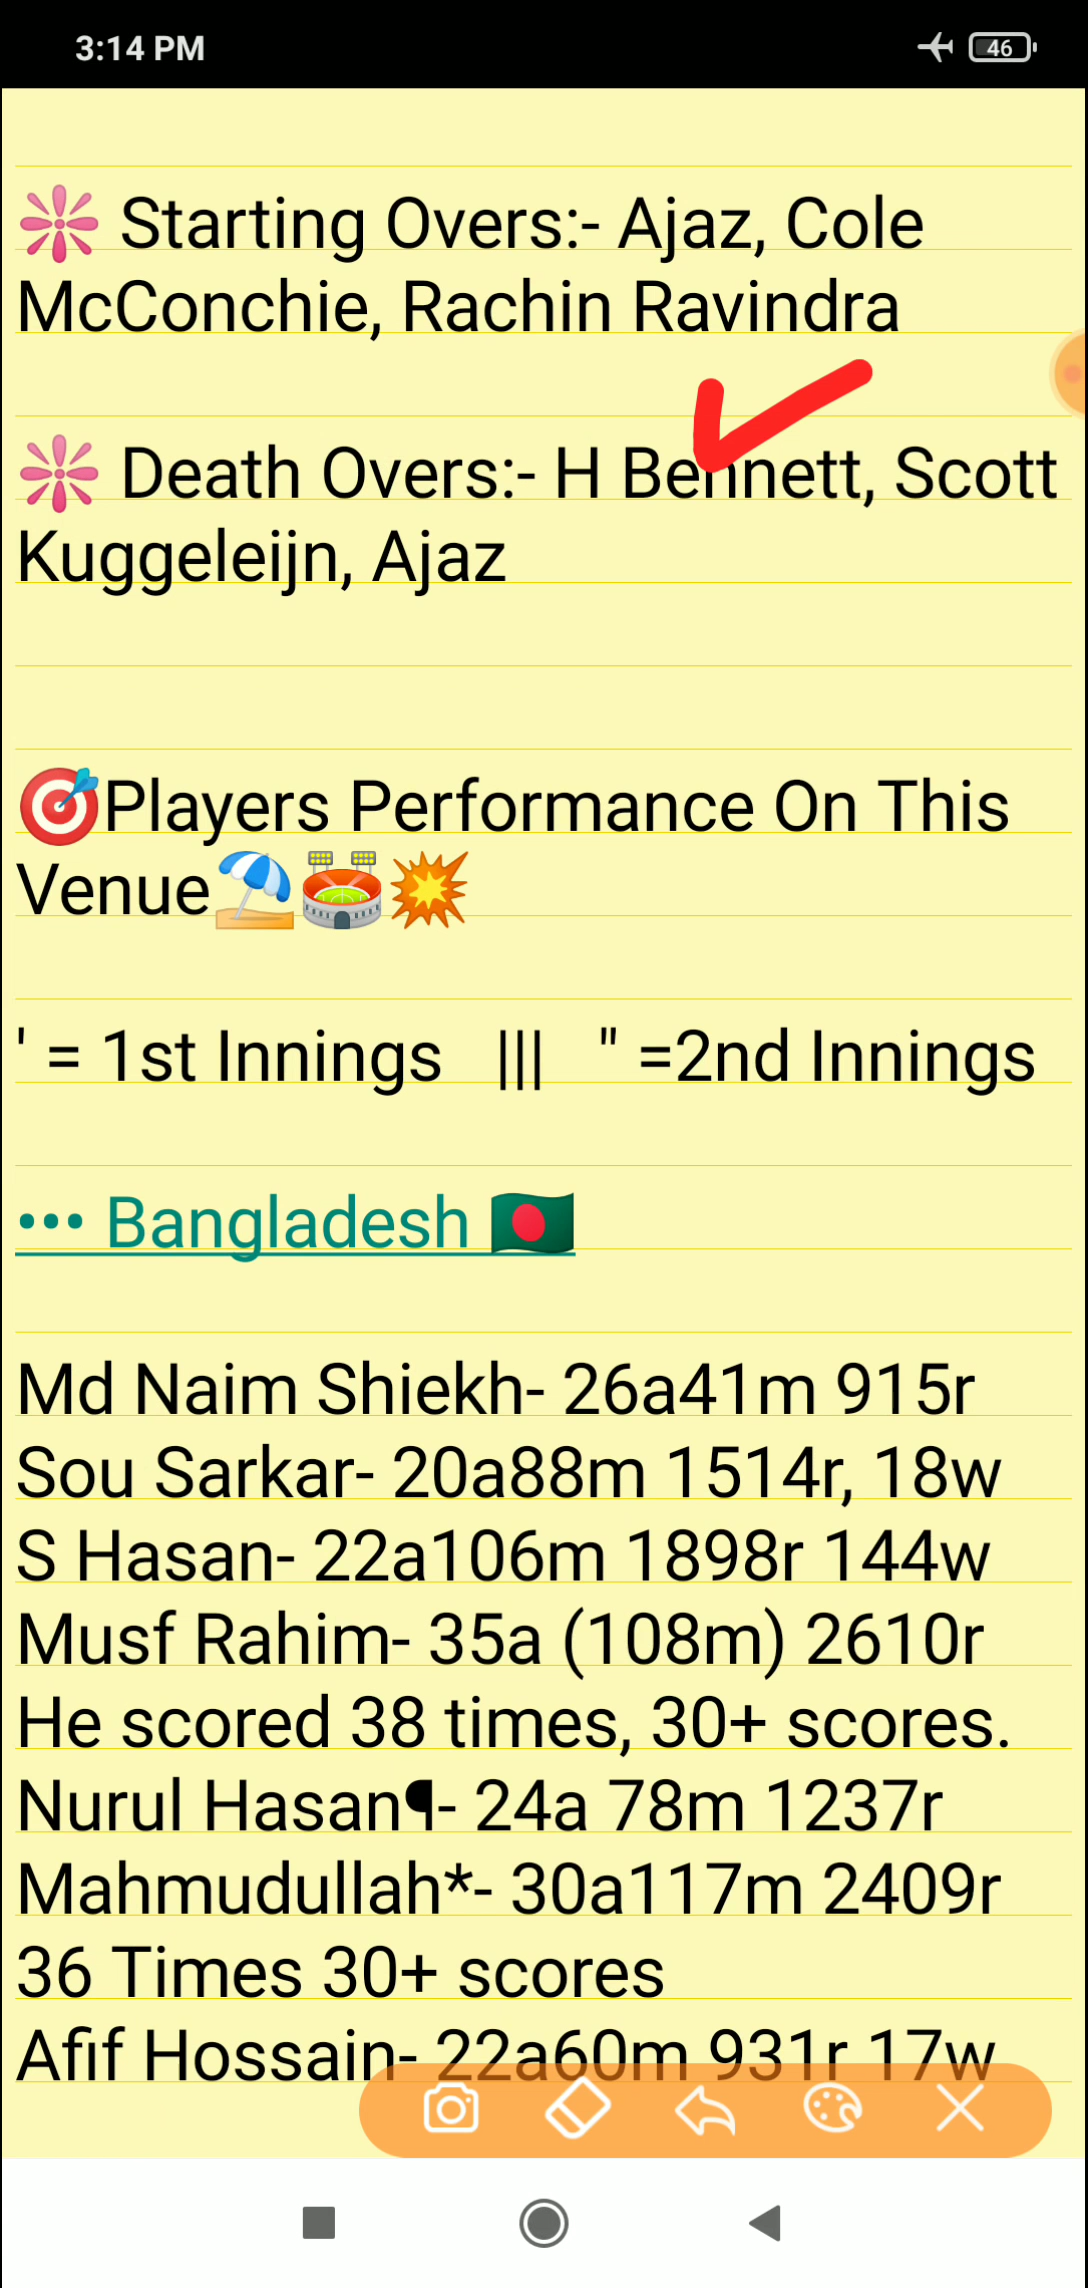 3:14 PM
46
Starting Overs:- Ajaz, Cole
McConchie, Rachin Ravindra
Death Overs:- H Bennett, Scott
Kuggeleijn, Ajaz
Players Performance On This
Venue
' = 1st Innings ||| " =2nd Innings
••• Bangladesh
Md Naim Shiekh- 26a41m 915r
Sou Sarkar- 20a88m 1514r, 18w
S Hasan- 22a106m 1898r 144w
Musf Rahim- 35a (108m) 2610r
He scored 38 times, 30+ scores.
Nurul Hasan¶- 24a 78m 1237r
Mahmudullah*- 30a117m 2409r
36 Times 30+ scores
Afif Hossain- 22a60m 931r 17w